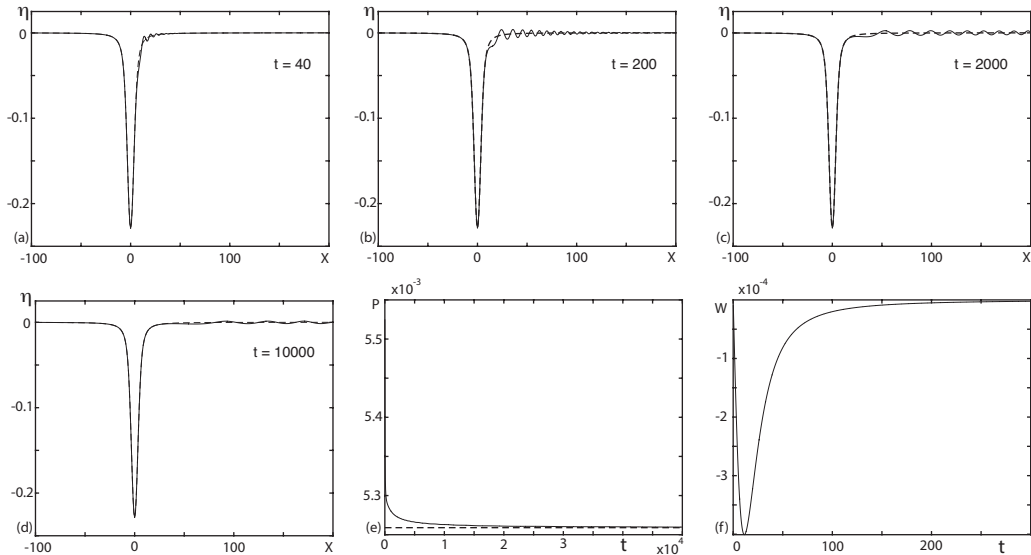 η
0
-0.1
-0.2
t = 40
(a)
-100 0 100 X
η
0
-0.1
-0.2
t = 200
(b)
-100 0 100 X
η
0
-0.1
-0.2
t = 2000
(c)
-100 0 100 X
η
0
-0.1
-0.2
t = 10000
(d)
-100 0 100 X
x10⁻³
P
5.5
5.4
5.3
(e)
0 2 t 4
x10⁴
x10⁻⁴
W
-1
-2
-3
(f)
0 100 200 t